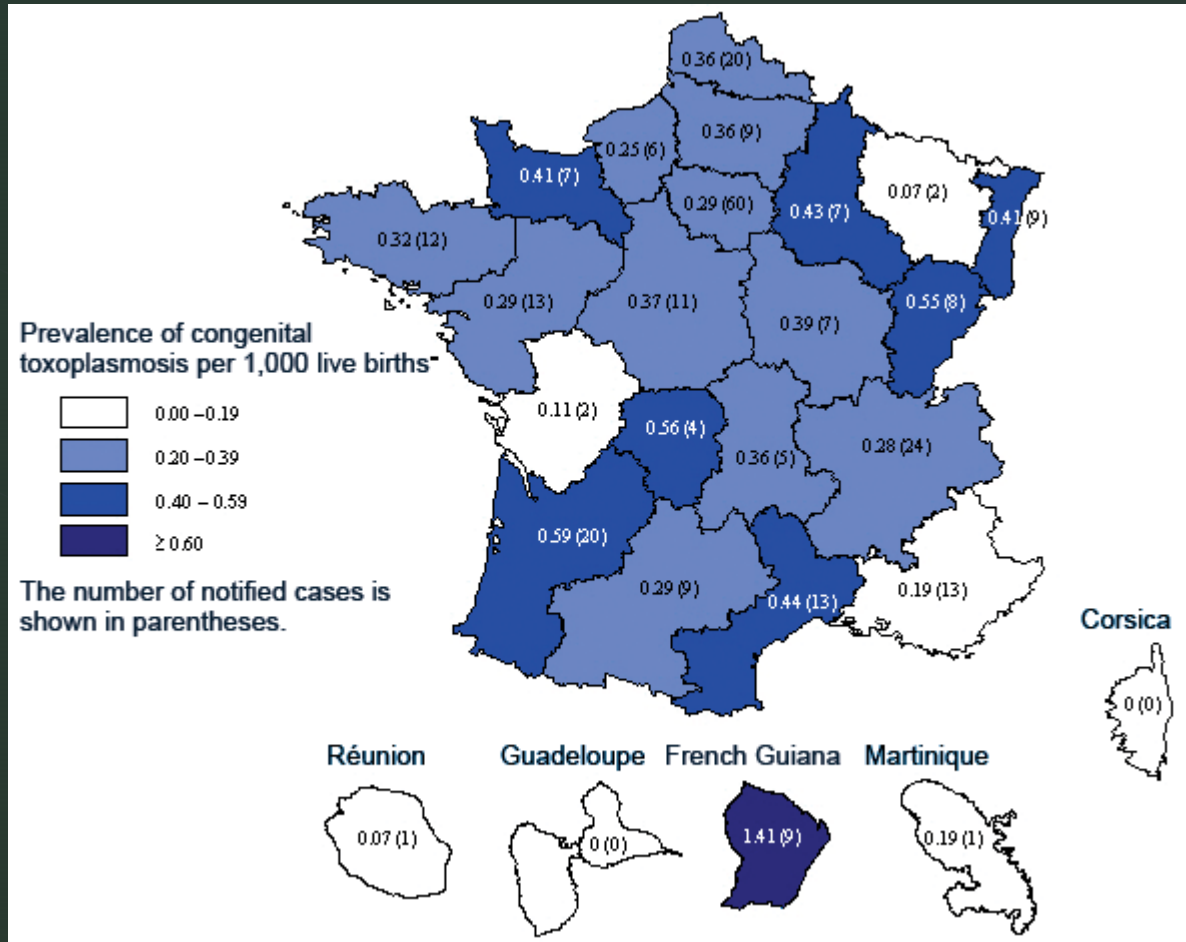 0.36 (20)
0.36 (9)
0.25 (6)
0.41 (7)
0.29 (60)
0.43 (7)
0.07 (2)
0.41 (9)
0.32 (12)
0.29 (13)
0.37 (11)
0.39 (7)
0.55 (8)
Prevalence of congenital
toxoplasmosis per 1,000 live births
0.00 – 0.19
0.20 – 0.39
0.40 – 0.59
≥ 0.60
The number of notified cases is
shown in parentheses.
0.11 (2)
0.56 (4)
0.36 (5)
0.28 (24)
0.59 (20)
0.29 (9)
0.44 (13)
0.19 (13)
Corsica
0 (0)
Réunion
Guadeloupe
French Guiana
Martinique
0.07 (1)
0 (0)
1.41 (9)
0.19 (1)